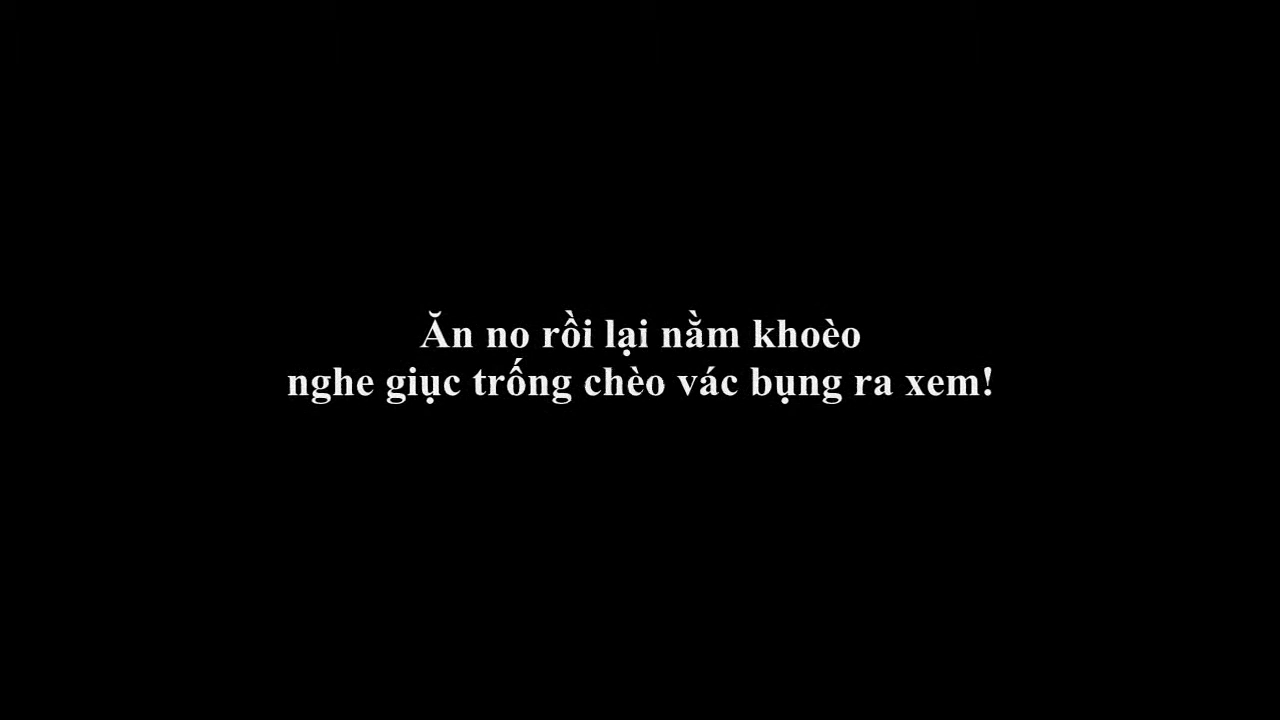 Ăn no rồi lại nằm khoèo
nghe giục trống chèo vác bụng ra xem!